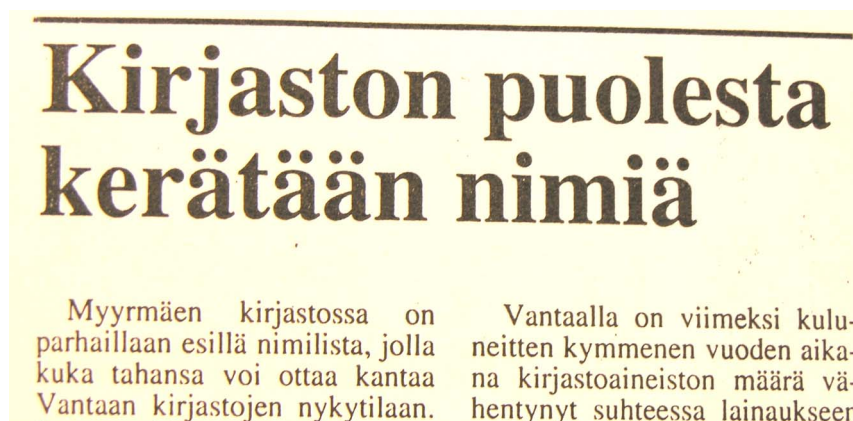 Kirjaston puolesta
kerätään nimiä
Myyrmäen kirjastossa on
parhaillaan esillä nimilista, jolla
kuka tahansa voi ottaa kantaa
Vantaan kirjastojen nykytilaan.
Vantaalla on viimeksi kulu-
neitten kymmenen vuoden aika-
na kirjastoaineiston määrä vä-
hentynyt suhteessa lainaukseen